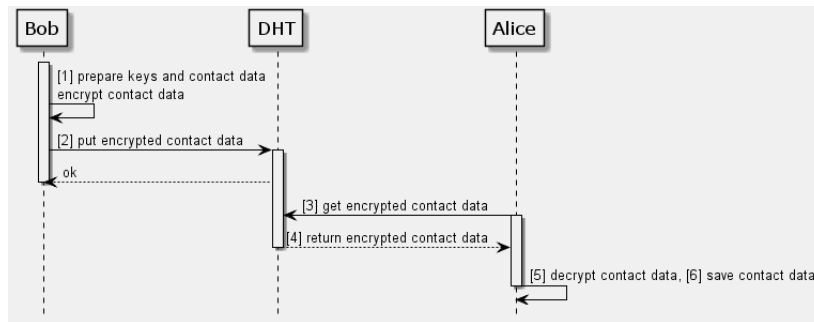 Bob
DHT
Alice
[1] prepare keys and contact data
encrypt contact data
[2] put encrypted contact data
ok
[3] get encrypted contact data
[4] return encrypted contact data
[5] decrypt contact data, [6] save contact data